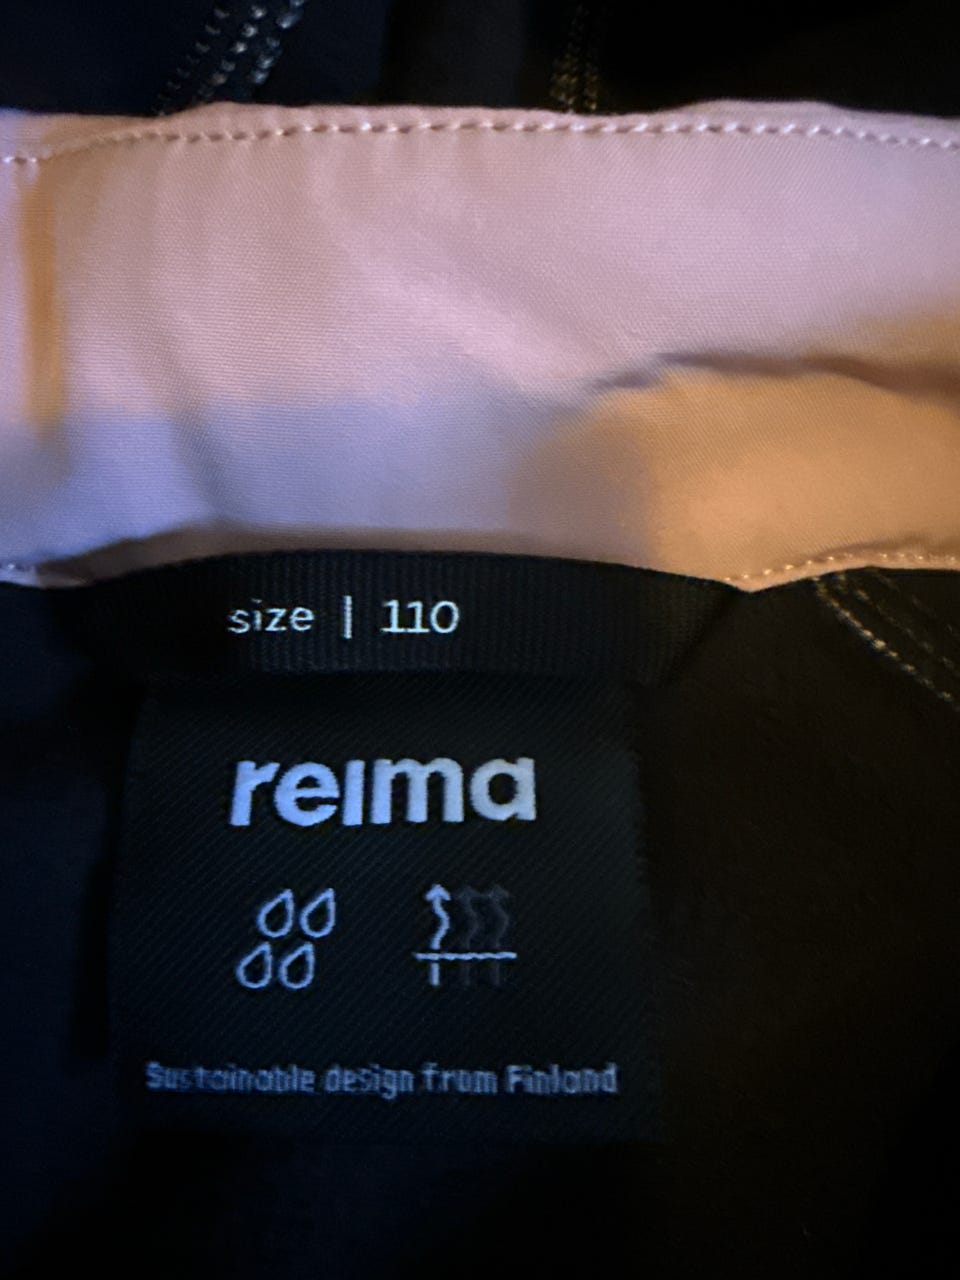 size | 110
reima
Sustainable design from Finland